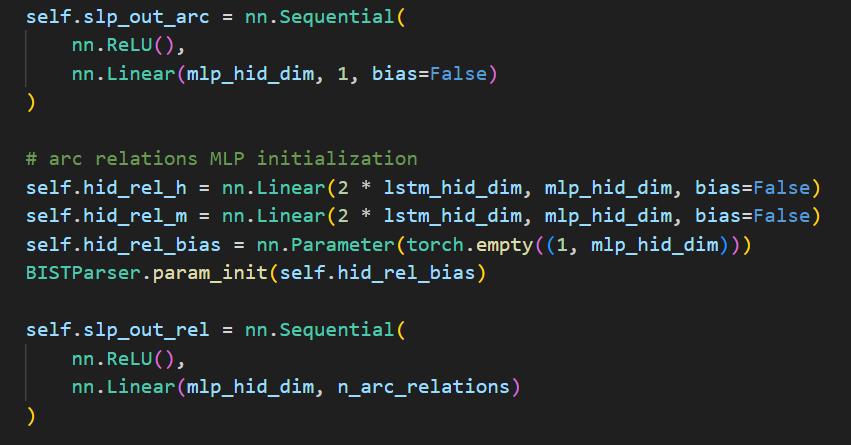 self.slp_out_arc = nn.Sequential(
    nn.ReLU(),
    nn.Linear(mlp_hid_dim, 1, bias=False)
)

# arc relations MLP initialization
self.hid_rel_h = nn.Linear(2 * lstm_hid_dim, mlp_hid_dim, bias=False)
self.hid_rel_m = nn.Linear(2 * lstm_hid_dim, mlp_hid_dim, bias=False)
self.hid_rel_bias = nn.Parameter(torch.empty((1, mlp_hid_dim)))
BISTParser.param_init(self.hid_rel_bias)

self.slp_out_rel = nn.Sequential(
    nn.ReLU(),
    nn.Linear(mlp_hid_dim, n_arc_relations)
)